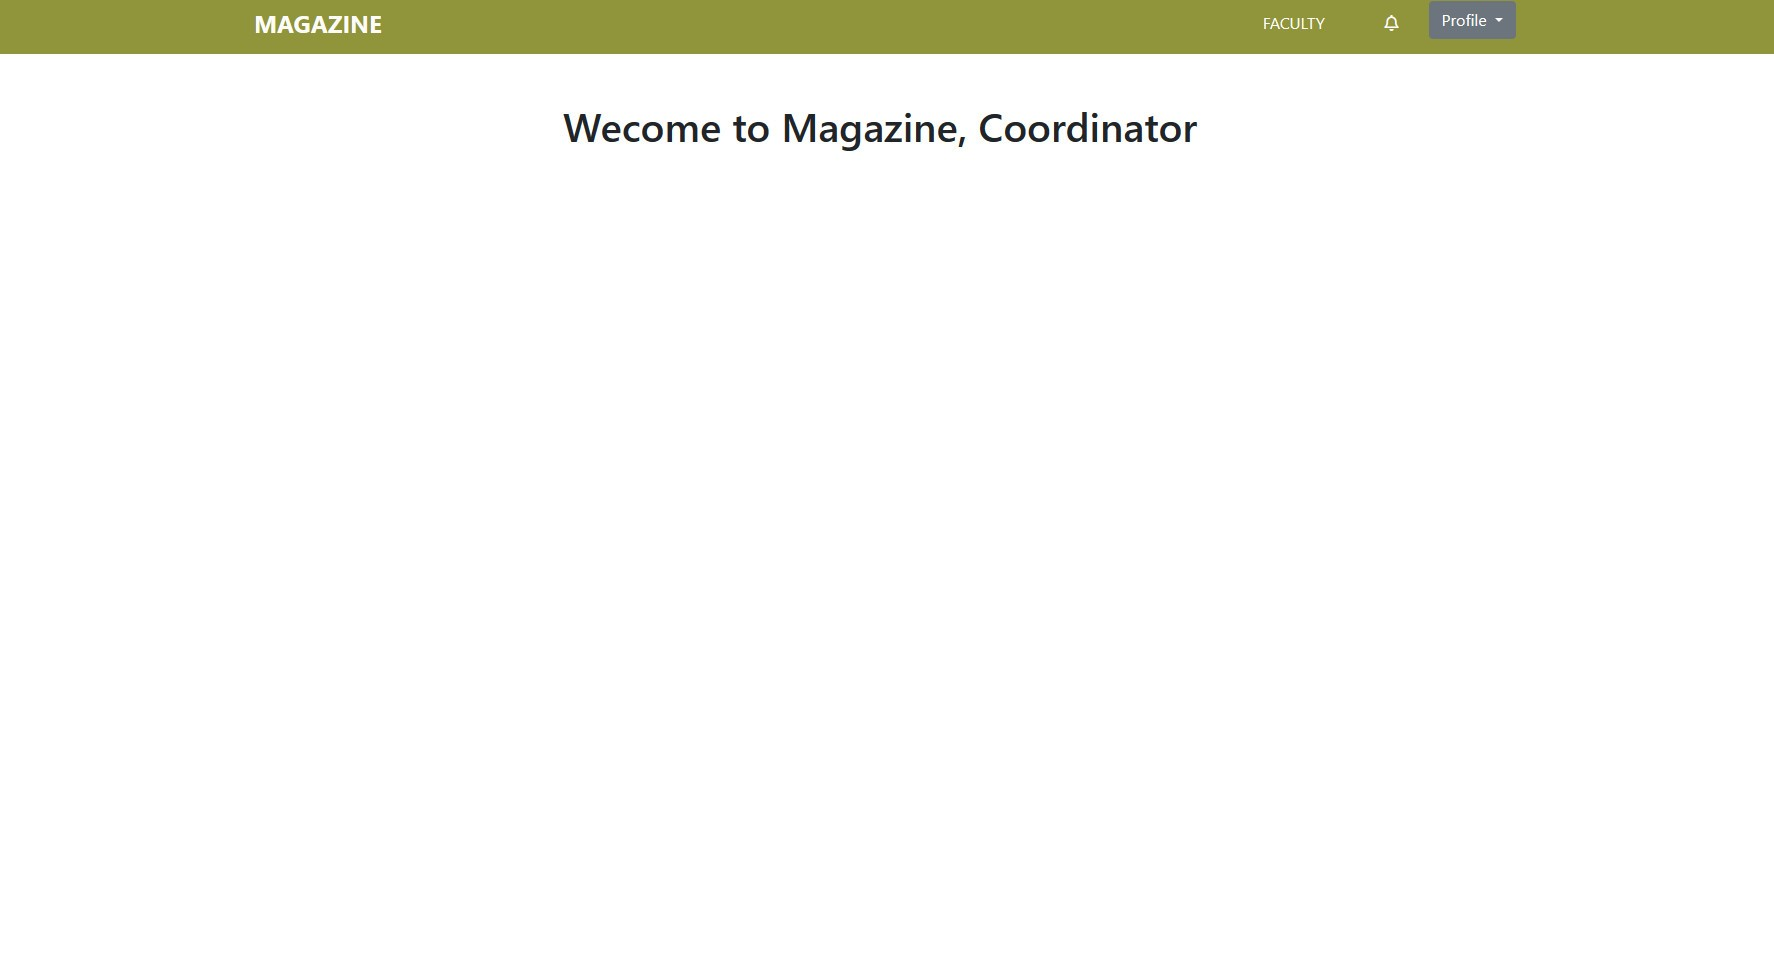 MAGAZINE
FACULTY
Profile
Wecome to Magazine, Coordinator